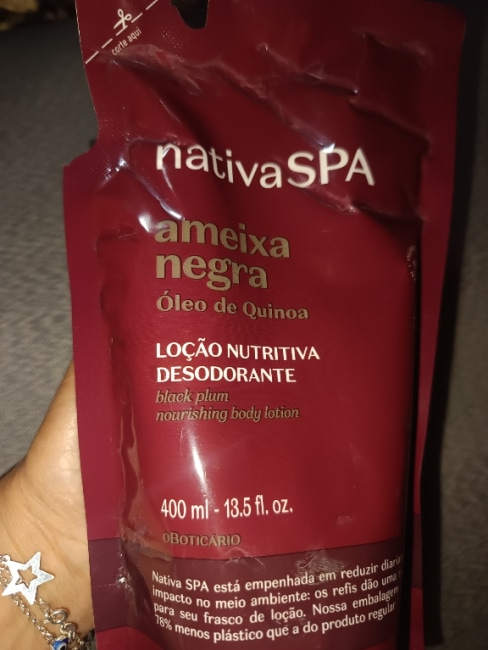 corte aqui
nativaSPA
ameixa
negra
Óleo de Quinoa
LOÇÃO NUTRITIVA
DESODORANTE
black plum
nourishing body lotion
400 ml - 13.5 fl. oz.
oBOTICÁRIO
Nativa SPA está empenhada em reduzir
impacto no meio ambiente: os refis dão uma
para seu frasco de loção. Nossa embalagem
78% menos plástico que a do produto regular